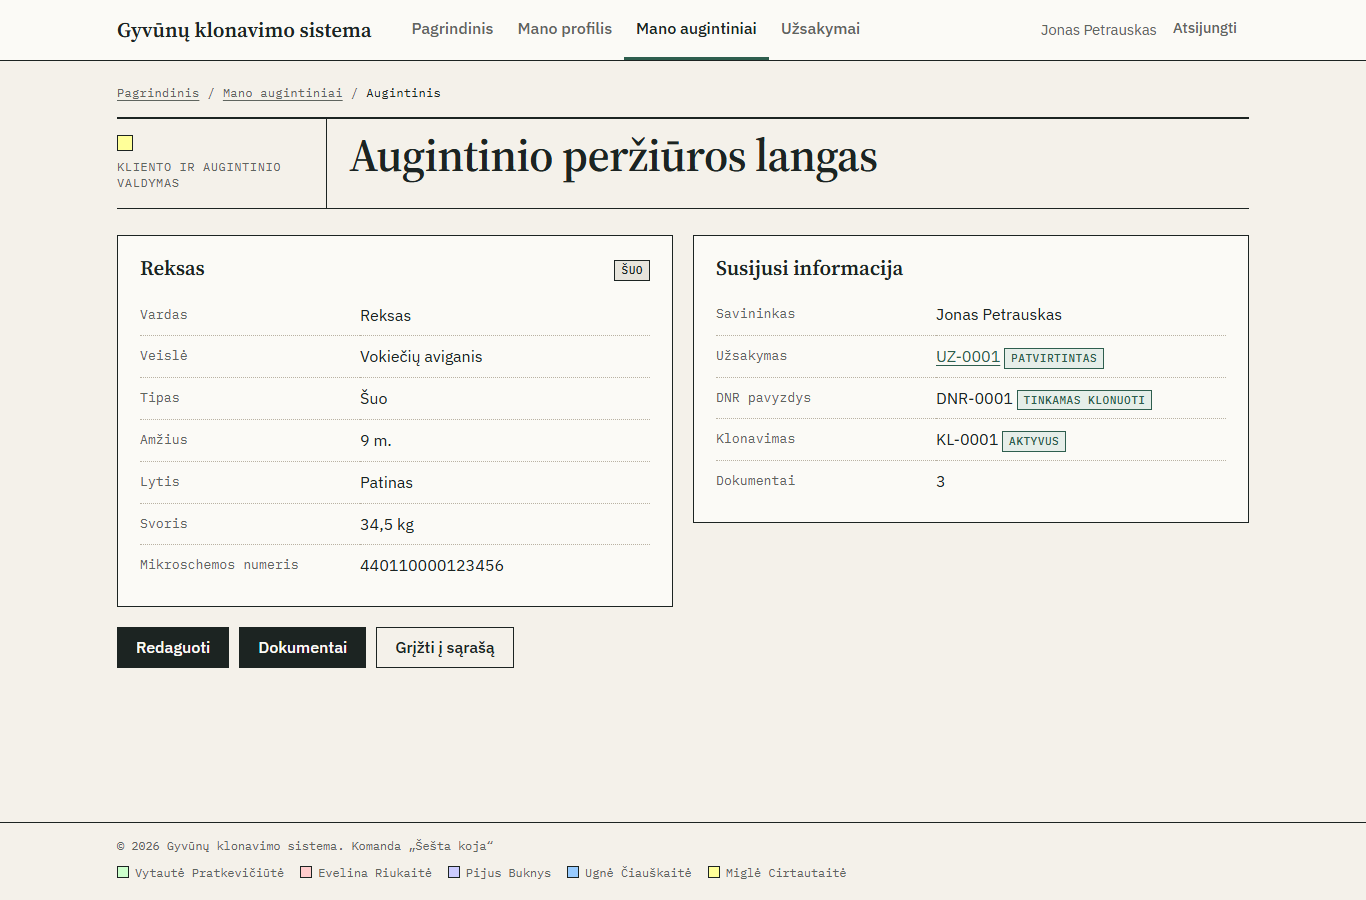 Gyvūnų klonavimo sistema
Pagrindinis
Mano profilis
Mano augintiniai
Užsakymai
Jonas Petrauskas
Atsijungti
Pagrindinis / Mano augintiniai / Augintinis
KLIENTO IR AUGINTINIO
VALDYMAS
Augintinio peržiūros langas
Reksas
ŠUO
Vardas
Reksas
Veislė
Vokiečių aviganis
Tipas
Šuo
Amžius
9 m.
Lytis
Patinas
Svoris
34,5 kg
Mikroschemos numeris
440110000123456
Susijusi informacija
Savininkas
Jonas Petrauskas
Užsakymas
UZ-0001 PATVIRTINTAS
DNR pavyzdys
DNR-0001 TINKAMAS KLONUOTI
Klonavimas
KL-0001 AKTYVUS
Dokumentai
3
Redaguoti
Dokumentai
Grįžti į sąrašą
© 2026 Gyvūnų klonavimo sistema. Komanda „Šešta koja“
Vytautė Pratkevičiūtė
Evelina Riukaitė
Pijus Buknys
Ugnė Čiauškaitė
Miglė Cirtautaitė